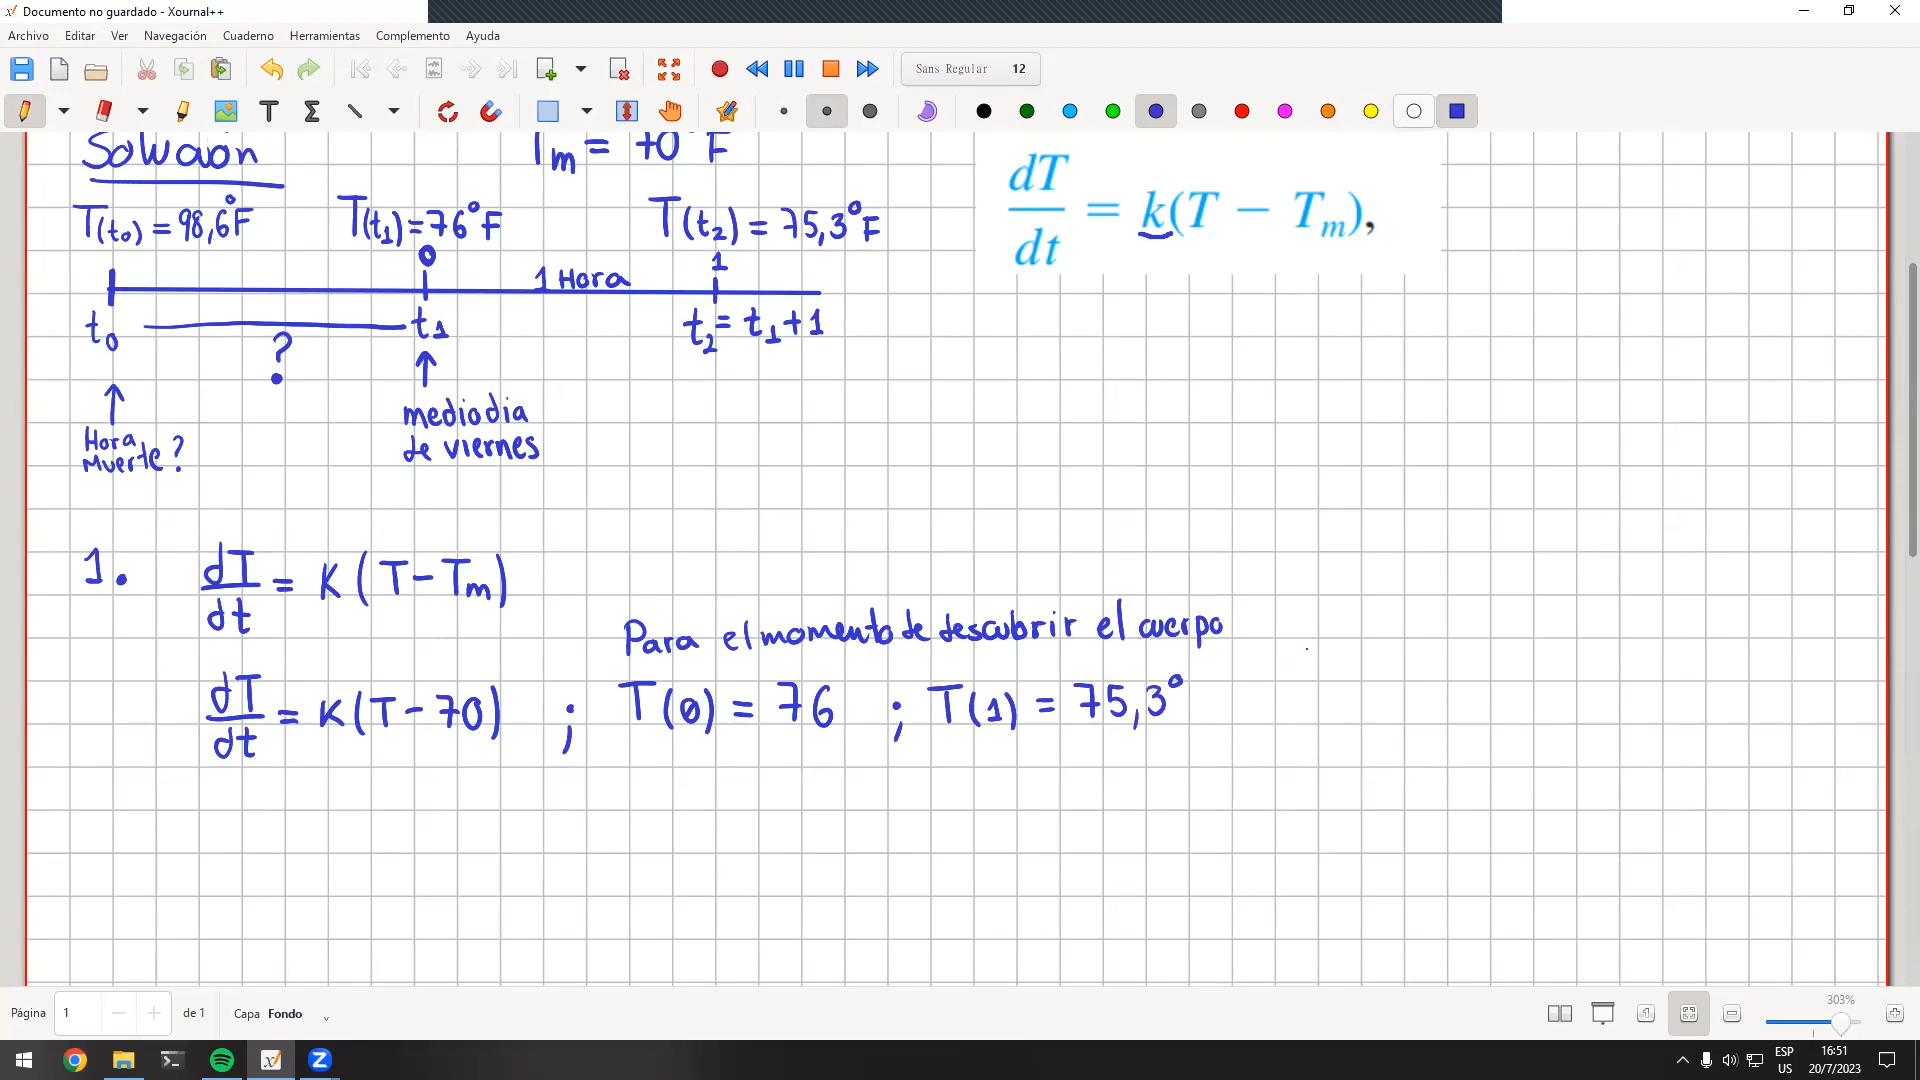 Documento no guardado - Xournal++
Archivo Editar Ver Navegación Cuaderno Herramientas Complemento Ayuda
Sans Regular 12
Solución
Tm = 70°F
T(t0) = 98,6°F T(t1) = 76°F T(t2) = 75,3°F
0 1
1 Hora
t0 t1 t2 = t1 + 1
?
Hora Muerte?
mediodia
de viernes
dT/dt = k(T − Tm),
1. dT/dt = K(T − Tm)
Para el momento de descubrir el cuerpo
dT/dt = K(T − 70) ; T(0) = 76 ; T(1) = 75,3°
Página 1 de 1 Capa Fondo
303%
ESP
US
16:51
20/7/2023